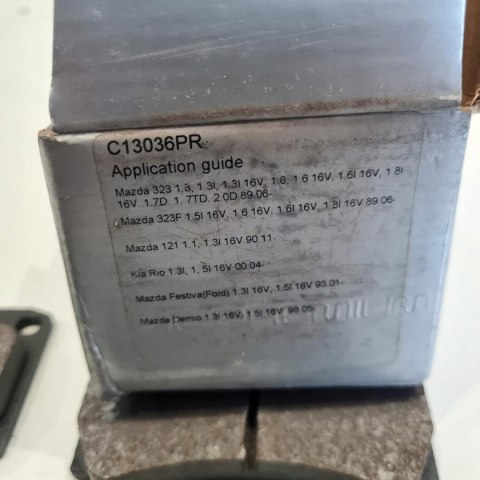 C13036PR
Application guide
Mazda 323 1.3, 1.3I, 1.3I 16V, 1.6, 1.6 16V, 1.6I 16V, 1.8I
16V .1.7D. 1, 7TD. 2.0D 89.06-
Mazda 323F 1.5I 16V, 1.6 16V, 1.6I 16V, 1.8I 16V 89.06-
Mazda 121 1.1, 1.3I 16V 90.11-
Kia Rio 1.3I, 1, 5I 16V 00.04-
Mazda Festiva(Ford) 1.3I 16V, 1.5I 16V 93.01-
Mazda Demio 1.3I 16V, 1.5I 16V 98.05-